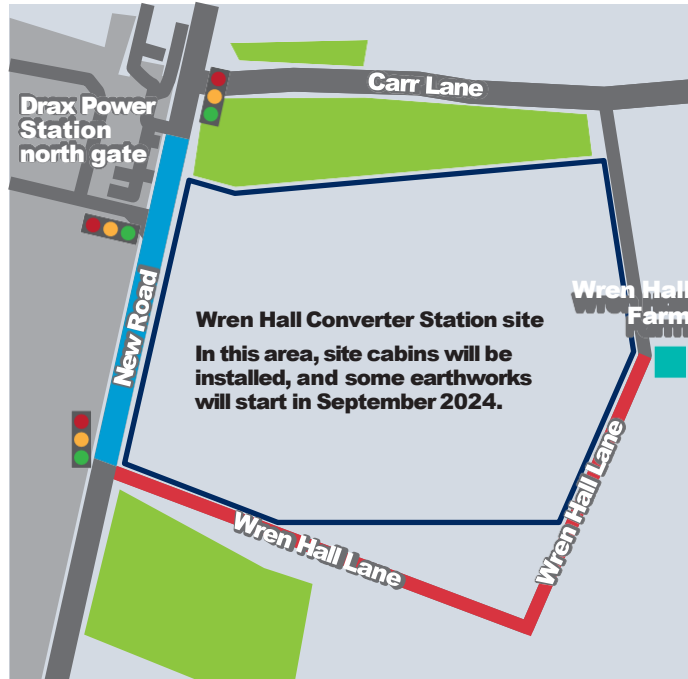 Carr Lane
Drax Power
Station
north gate
New Road
Wren Hall
Farm
Wren Hall Converter Station site
In this area, site cabins will be
installed, and some earthworks
will start in September 2024.
Wren Hall Lane
Wren Hall Lane